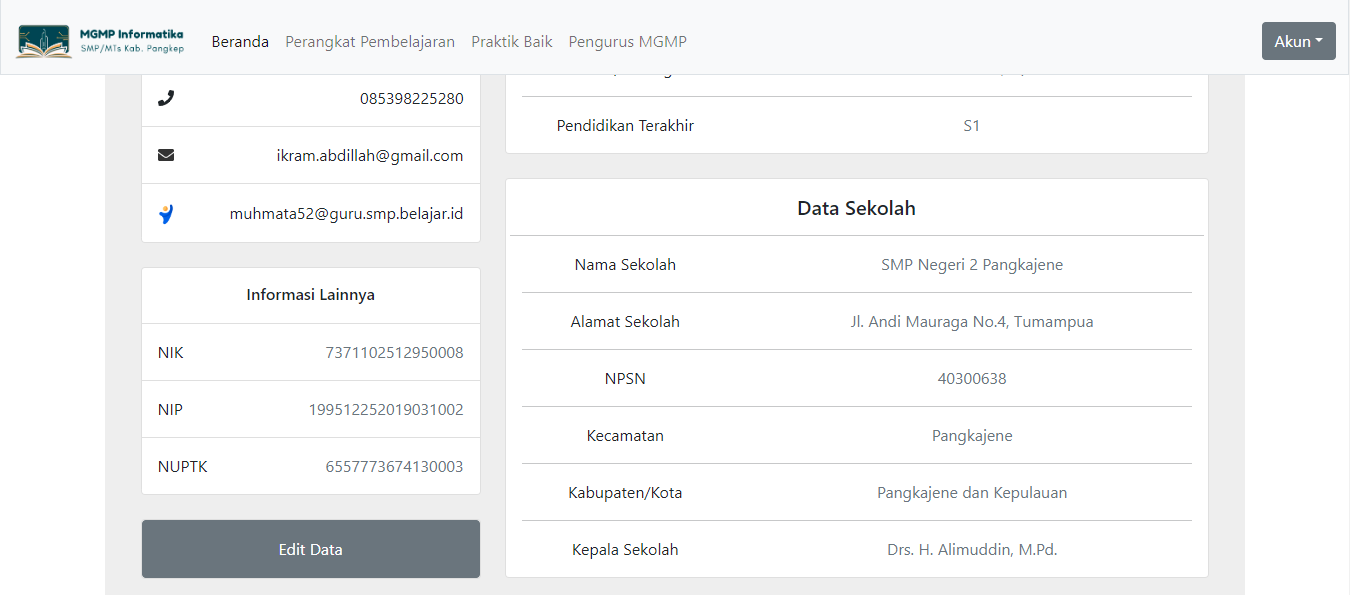 MGMP Informatika
SMP/MTs Kab. Pangkep
Beranda Perangkat Pembelajaran Praktik Baik Pengurus MGMP
Akun
085398225280
ikram.abdillah@gmail.com
muhmata52@guru.smp.belajar.id
Informasi Lainnya
NIK 7371102512950008
NIP 199512252019031002
NUPTK 6557773674130003
Edit Data
Pendidikan Terakhir S1
Data Sekolah
Nama Sekolah SMP Negeri 2 Pangkajene
Alamat Sekolah Jl. Andi Mauraga No.4, Tumampua
NPSN 40300638
Kecamatan Pangkajene
Kabupaten/Kota Pangkajene dan Kepulauan
Kepala Sekolah Drs. H. Alimuddin, M.Pd.